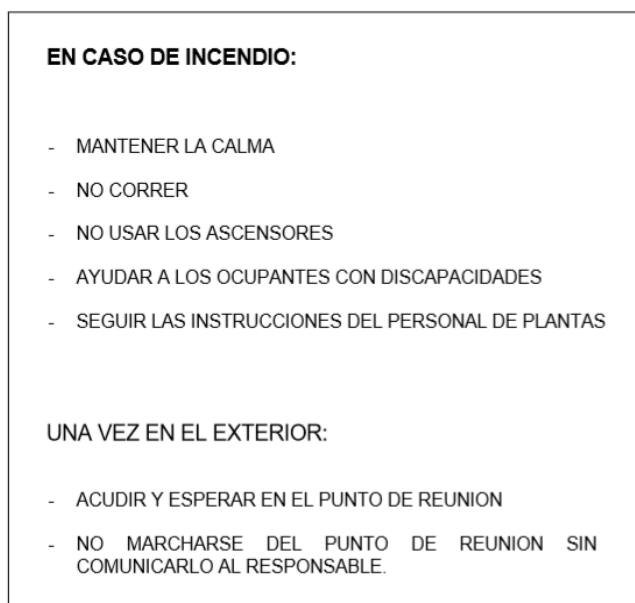 EN CASO DE INCENDIO:
- MANTENER LA CALMA
- NO CORRER
- NO USAR LOS ASCENSORES
- AYUDAR A LOS OCUPANTES CON DISCAPACIDADES
- SEGUIR LAS INSTRUCCIONES DEL PERSONAL DE PLANTAS
UNA VEZ EN EL EXTERIOR:
- ACUDIR Y ESPERAR EN EL PUNTO DE REUNION
- NO MARCHARSE DEL PUNTO DE REUNION SIN
COMUNICARLO AL RESPONSABLE.